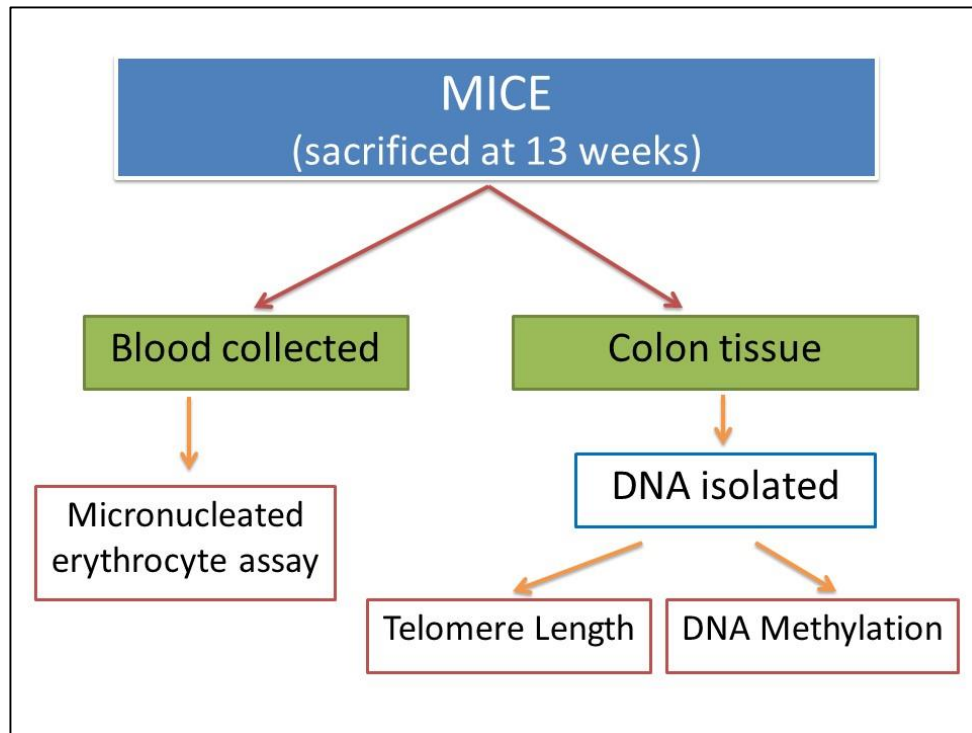 MICE
(sacrificed at 13 weeks)
Blood collected
Colon tissue
Micronucleated
erythrocyte assay
DNA isolated
Telomere Length
DNA Methylation